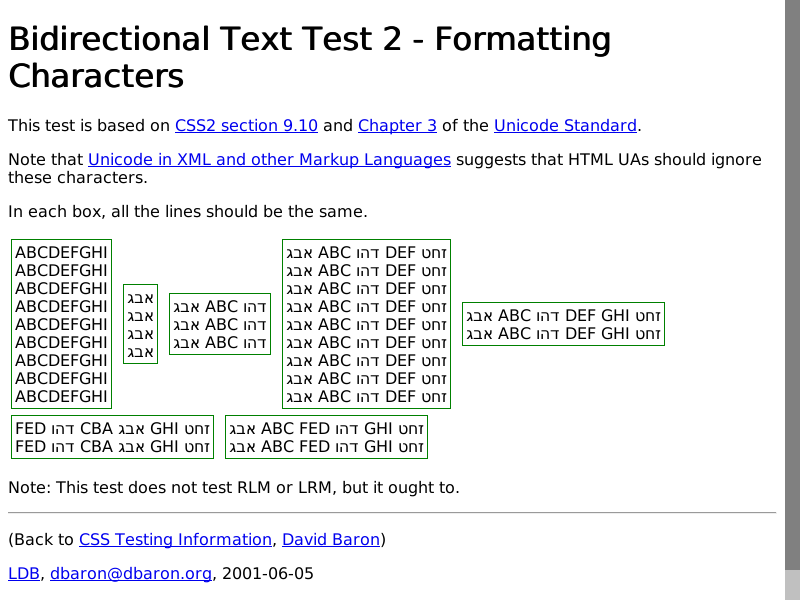 Bidirectional Text Test 2 - Formatting
Characters
This test is based on CSS2 section 9.10 and Chapter 3 of the Unicode Standard.
Note that Unicode in XML and other Markup Languages suggests that HTML UAs should ignore
these characters.
In each box, all the lines should be the same.
ABCDEFGHI
ABCDEFGHI
ABCDEFGHI
ABCDEFGHI
ABCDEFGHI
ABCDEFGHI
ABCDEFGHI
ABCDEFGHI
ABCDEFGHI
אבג
אבג
אבג
אבג
אבג ABC דהו
אבג ABC דהו
אבג ABC דהו
אבג ABC דהו DEF זחט
אבג ABC דהו DEF זחט
אבג ABC דהו DEF זחט
אבג ABC דהו DEF זחט
אבג ABC דהו DEF זחט
אבג ABC דהו DEF זחט
אבג ABC דהו DEF זחט
אבג ABC דהו DEF זחט
אבג ABC דהו DEF זחט
אבג ABC דהו DEF GHI זחט
אבג ABC דהו DEF GHI זחט
FED דהו CBA אבג GHI זחט
FED דהו CBA אבג GHI זחט
אבג ABC FED דהו GHI זחט
אבג ABC FED דהו GHI זחט
Note: This test does not test RLM or LRM, but it ought to.
(Back to CSS Testing Information, David Baron)
LDB, dbaron@dbaron.org, 2001-06-05